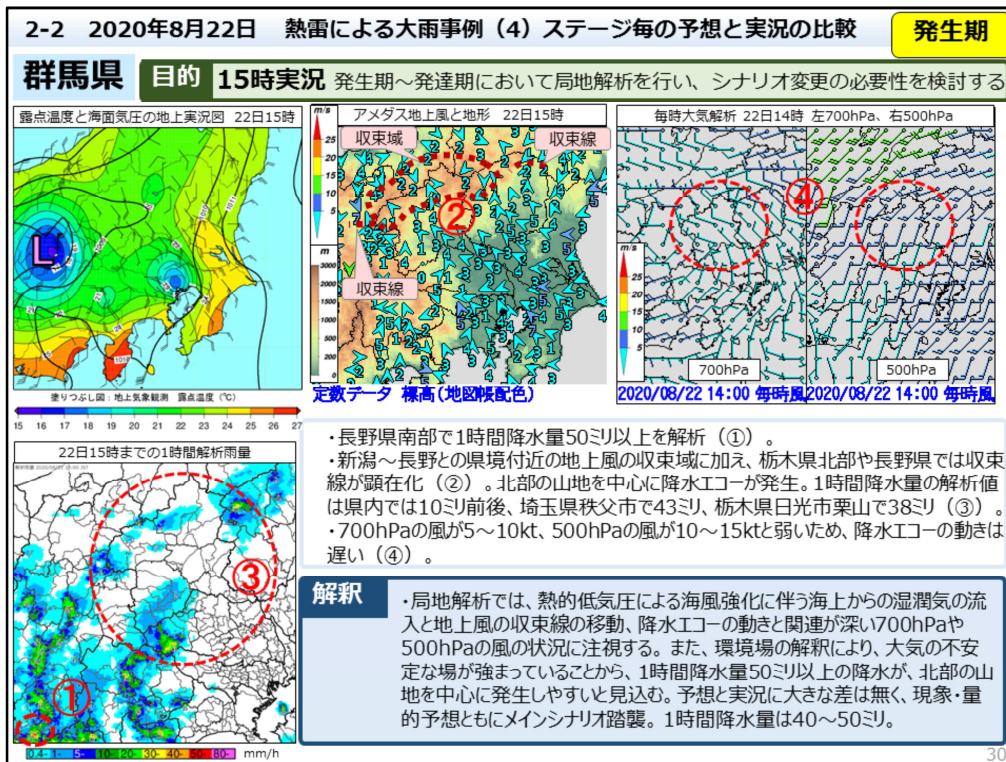 2-2　2020年8月22日　熱雷による大雨事例（4）ステージ毎の予想と実況の比較
発生期
群馬県
目的
15時実況 発生期～発達期において局地解析を行い、シナリオ変更の必要性を検討する
露点温度と海面気圧の地上実況図　22日15時
L
塗りつぶし図：地上気象観測　露点温度（℃）
15 16 17 18 19 20 21 22 23 24 25 26 27
アメダス地上風と地形　22日15時
m/s
25
20
15
10
5
m
3000
2000
1000
500
200
0
収束域
収束線
②
収束線
定数データ 標高(地図帳配色)
毎時大気解析 22日14時 左700hPa、右500hPa
④
m/s
25
20
15
10
5
700hPa
500hPa
2020/08/22 14:00 毎時風
2020/08/22 14:00 毎時風
22日15時までの1時間解析雨量
③
①
0.4- 1- 5- 10- 20- 30- 40- 50- 80- mm/h
・長野県南部で1時間降水量50ミリ以上を解析（①）。
・新潟～長野との県境付近の地上風の収束域に加え、栃木県北部や長野県では収束
線が顕在化（②）。北部の山地を中心に降水エコーが発生。1時間降水量の解析値
は県内では10ミリ前後、埼玉県秩父市で43ミリ、栃木県日光市栗山で38ミリ（③）。
・700hPaの風が5～10kt、500hPaの風が10～15ktと弱いため、降水エコーの動きは
遅い（④）。
解釈
・局地解析では、熱的低気圧による海風強化に伴う海上からの湿潤気の流
入と地上風の収束線の移動、降水エコーの動きと関連が深い700hPaや
500hPaの風の状況に注視する。また、環境場の解釈により、大気の不安
定な場が強まっていることから、1時間降水量50ミリ以上の降水が、北部の山
地を中心に発生しやすいと見込む。予想と実況に大きな差は無く、現象・量
的予想ともにメインシナリオ踏襲。1時間降水量は40～50ミリ。
30